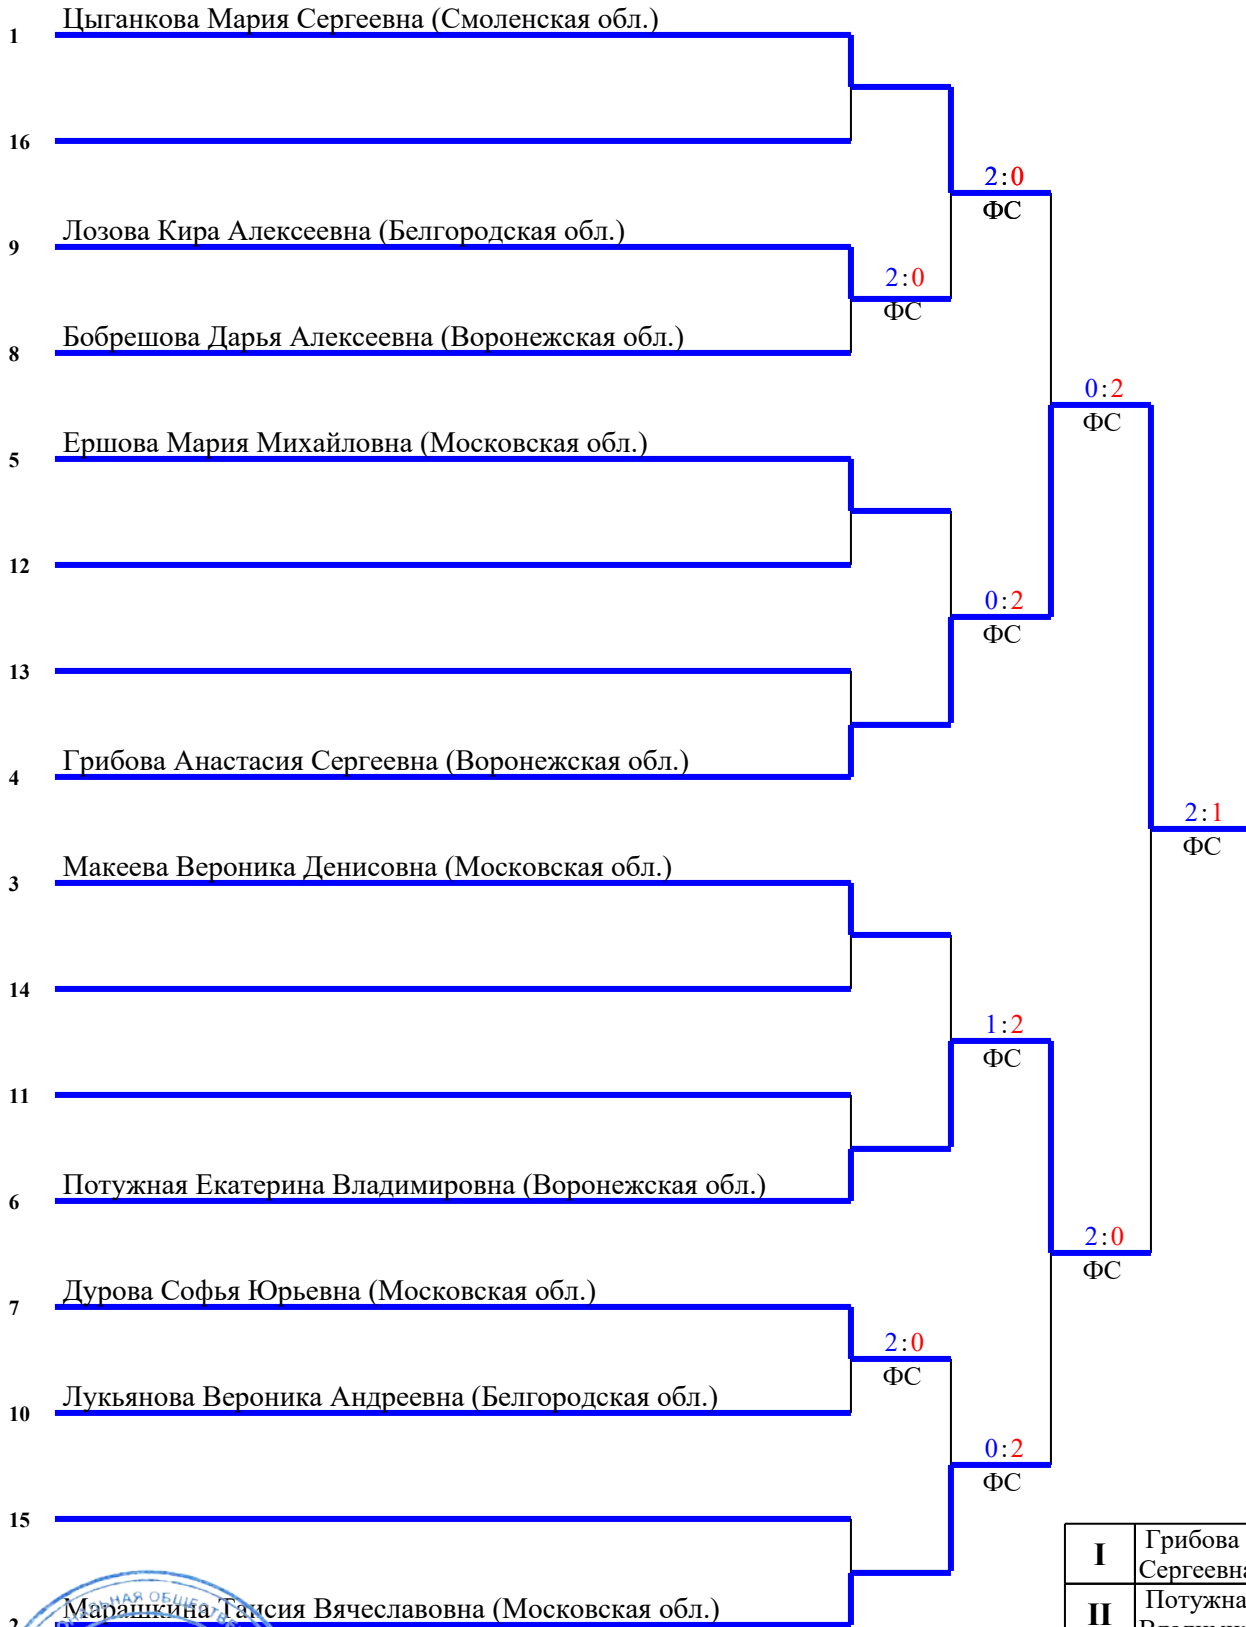 Цыганкова Мария Сергеевна (Смоленская обл.)
1
16
2:0
ФС
Лозова Кира Алексеевна (Белгородская обл.)
9
2:0
ФС
Бобрешова Дарья Алексеевна (Воронежская обл.)
8
0:2
ФС
Ершова Мария Михайловна (Московская обл.)
5
12
0:2
ФС
13
Грибова Анастасия Сергеевна (Воронежская обл.)
4
2:1
ФС
Макеева Вероника Денисовна (Московская обл.)
3
14
1:2
ФС
11
Потужная Екатерина Владимировна (Воронежская обл.)
6
2:0
ФС
Дурова Софья Юрьевна (Московская обл.)
7
2:0
ФС
Лукьянова Вероника Андреевна (Белгородская обл.)
10
0:2
ФС
15
I Грибова
Сергеевна
Марашкина Таисия Вячеславовна (Московская обл.)
2
II Потужна